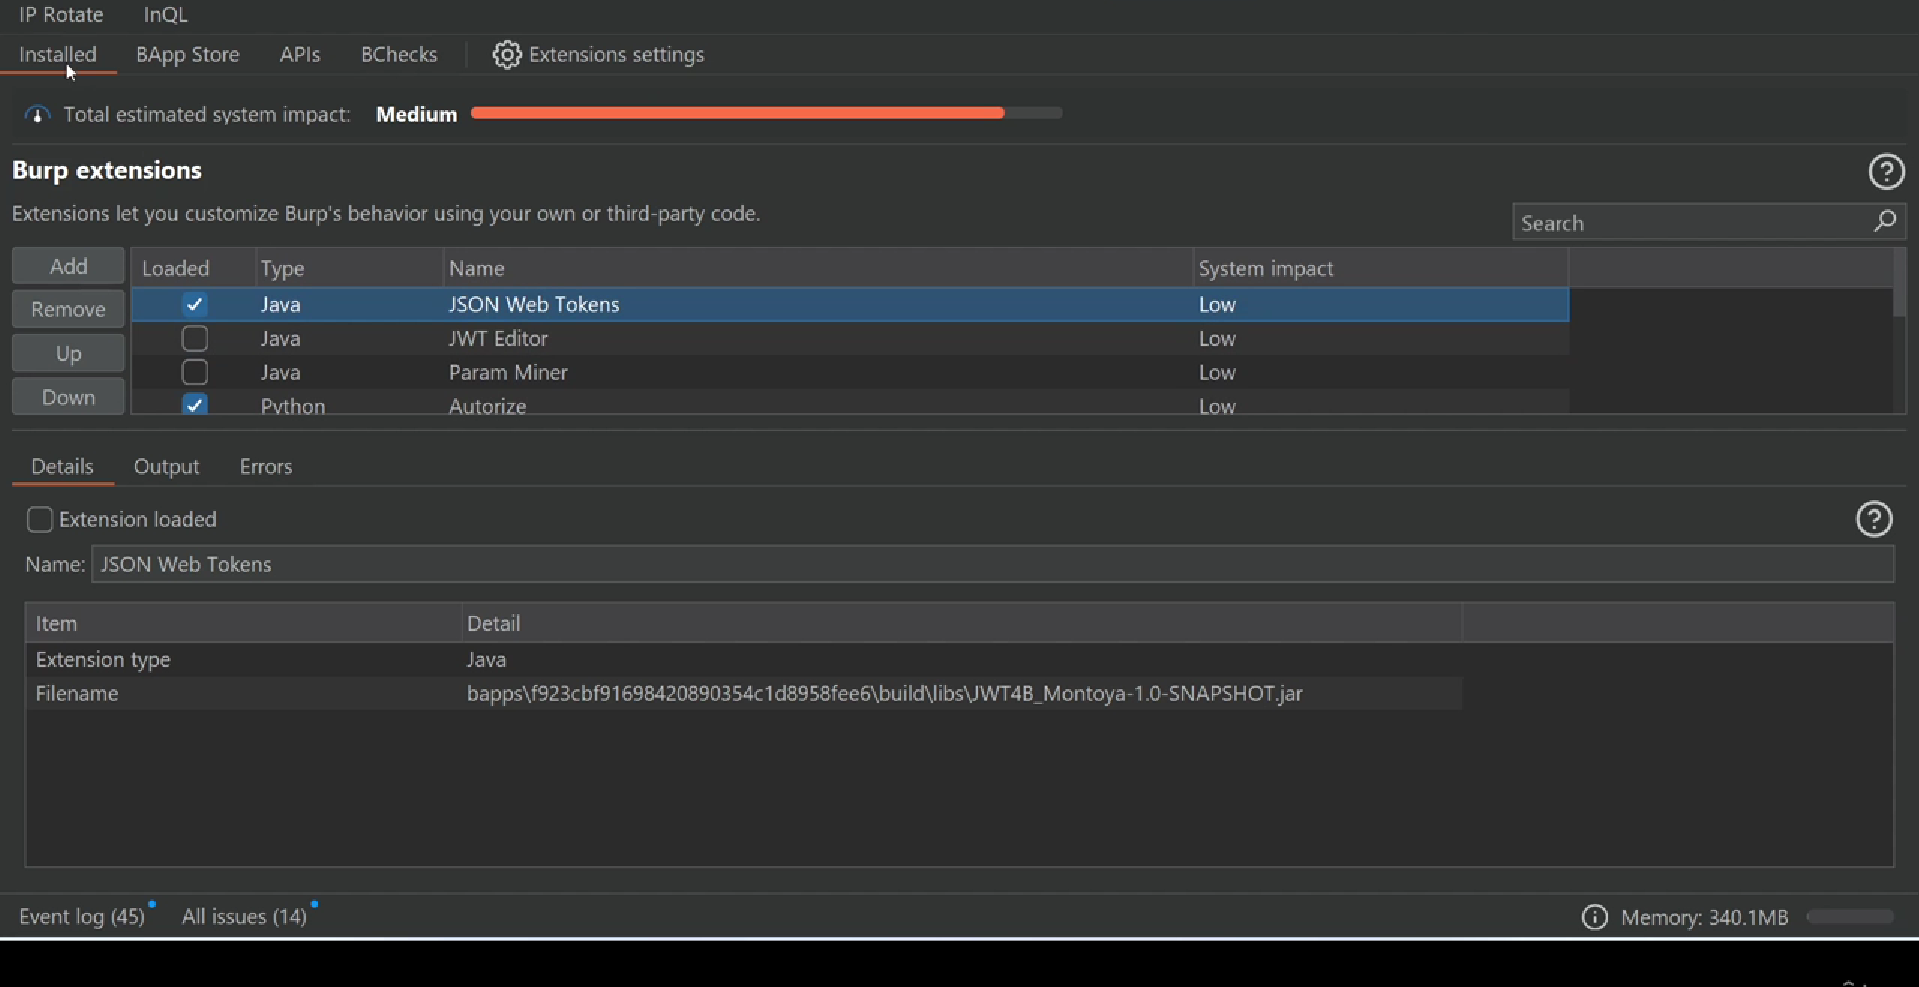 IP Rotate InQL
Installed BApp Store APIs BChecks Extensions settings
Total estimated system impact: Medium
Burp extensions
Extensions let you customize Burp's behavior using your own or third-party code.
Search
Add Loaded Type Name System impact
Remove Java JSON Web Tokens Low
Java JWT Editor Low
Up
Java Param Miner Low
Down Python Autorize Low
Details Output Errors
Extension loaded
Name: JSON Web Tokens
Item Detail
Extension type Java
Filename bapps\f923cbf91698420890354c1d8958fee6\build\libs\JWT4B_Montoya-1.0-SNAPSHOT.jar
Event log (45) All issues (14) Memory: 340.1MB